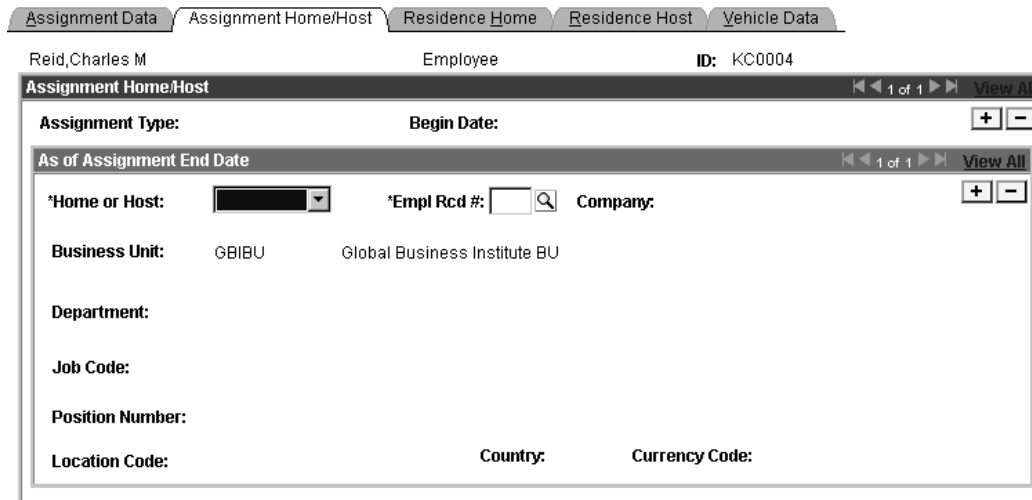 Assignment Data Assignment Home/Host Residence Home Residence Host Vehicle Data
Reid,Charles M Employee ID: KC0004
Assignment Home/Host 1 of 1 View Al
Assignment Type: Begin Date:
As of Assignment End Date 1 of 1 View All
*Home or Host: *Empl Rcd #: Company:
Business Unit: GBIBU Global Business Institute BU
Department:
Job Code:
Position Number:
Location Code: Country: Currency Code: